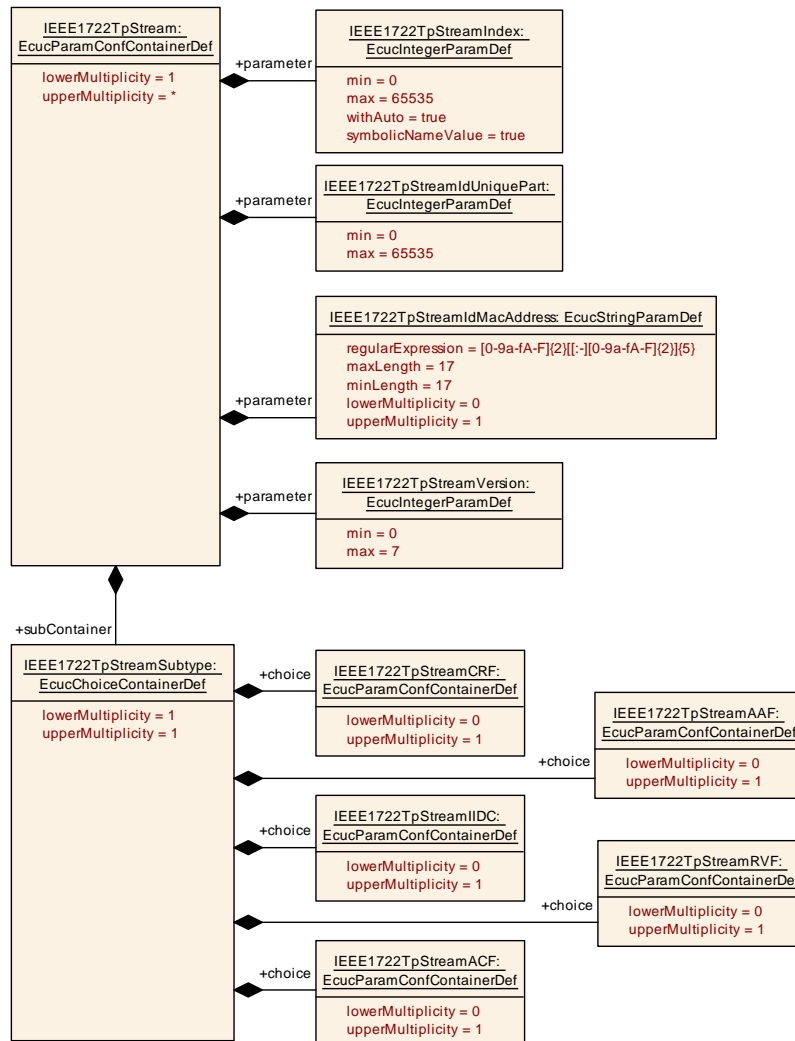 IEEE1722TpStream:
EcucParamConfContainerDef
lowerMultiplicity = 1
upperMultiplicity = *
+parameter
IEEE1722TpStreamIndex:
EcucIntegerParamDef
min = 0
max = 65535
withAuto = true
symbolicNameValue = true
+parameter
IEEE1722TpStreamIdUniquePart:
EcucIntegerParamDef
min = 0
max = 65535
+parameter
IEEE1722TpStreamIdMacAddress: EcucStringParamDef
regularExpression = [0-9a-fA-F]{2}[[:-][0-9a-fA-F]{2}]{5}
maxLength = 17
minLength = 17
lowerMultiplicity = 0
upperMultiplicity = 1
+parameter
IEEE1722TpStreamVersion:
EcucIntegerParamDef
min = 0
max = 7
+subContainer
IEEE1722TpStreamSubtype:
EcucChoiceContainerDef
lowerMultiplicity = 1
upperMultiplicity = 1
+choice
IEEE1722TpStreamCRF:
EcucParamConfContainerDef
lowerMultiplicity = 0
upperMultiplicity = 1
+choice
IEEE1722TpStreamAAF:
EcucParamConfContainerDef
lowerMultiplicity = 0
upperMultiplicity = 1
+choice
IEEE1722TpStreamIIDC:
EcucParamConfContainerDef
lowerMultiplicity = 0
upperMultiplicity = 1
+choice
IEEE1722TpStreamRVF:
EcucParamConfContainerDef
lowerMultiplicity = 0
upperMultiplicity = 1
+choice
IEEE1722TpStreamACF:
EcucParamConfContainerDef
lowerMultiplicity = 0
upperMultiplicity = 1